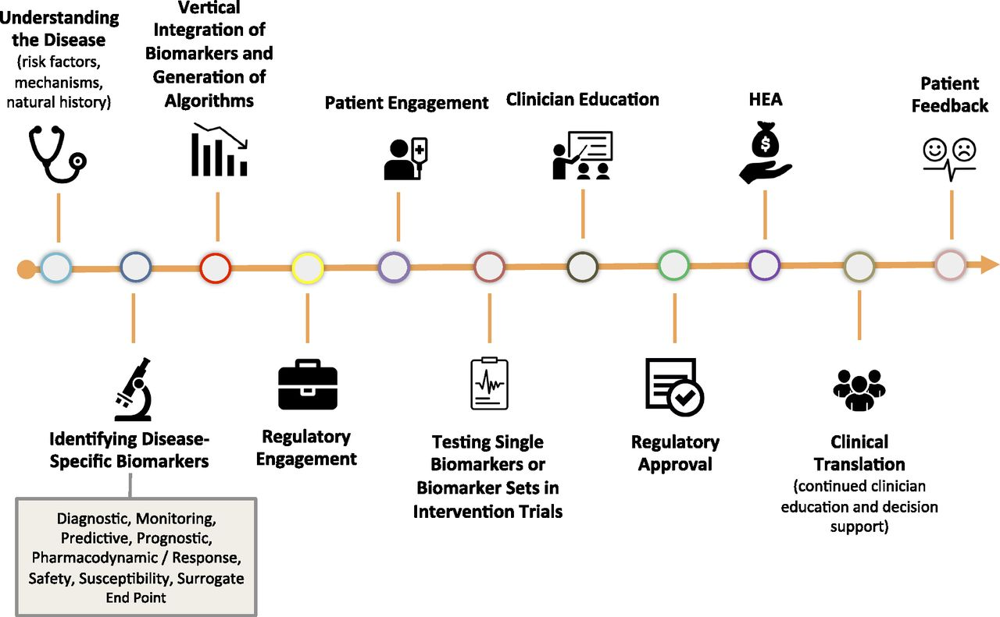 Understanding
the Disease
(risk factors,
mechanisms,
natural history)
Vertical
Integration of
Biomarkers and
Generation of
Algorithms
Patient Engagement
Clinician Education
HEA
$
Patient
Feedback
Identifying Disease-
Specific Biomarkers
Diagnostic, Monitoring,
Predictive, Prognostic,
Pharmacodynamic / Response,
Safety, Susceptibility, Surrogate
End Point
Regulatory
Engagement
Testing Single
Biomarkers or
Biomarker Sets in
Intervention Trials
Regulatory
Approval
Clinical
Translation
(continued clinician
education and decision
support)